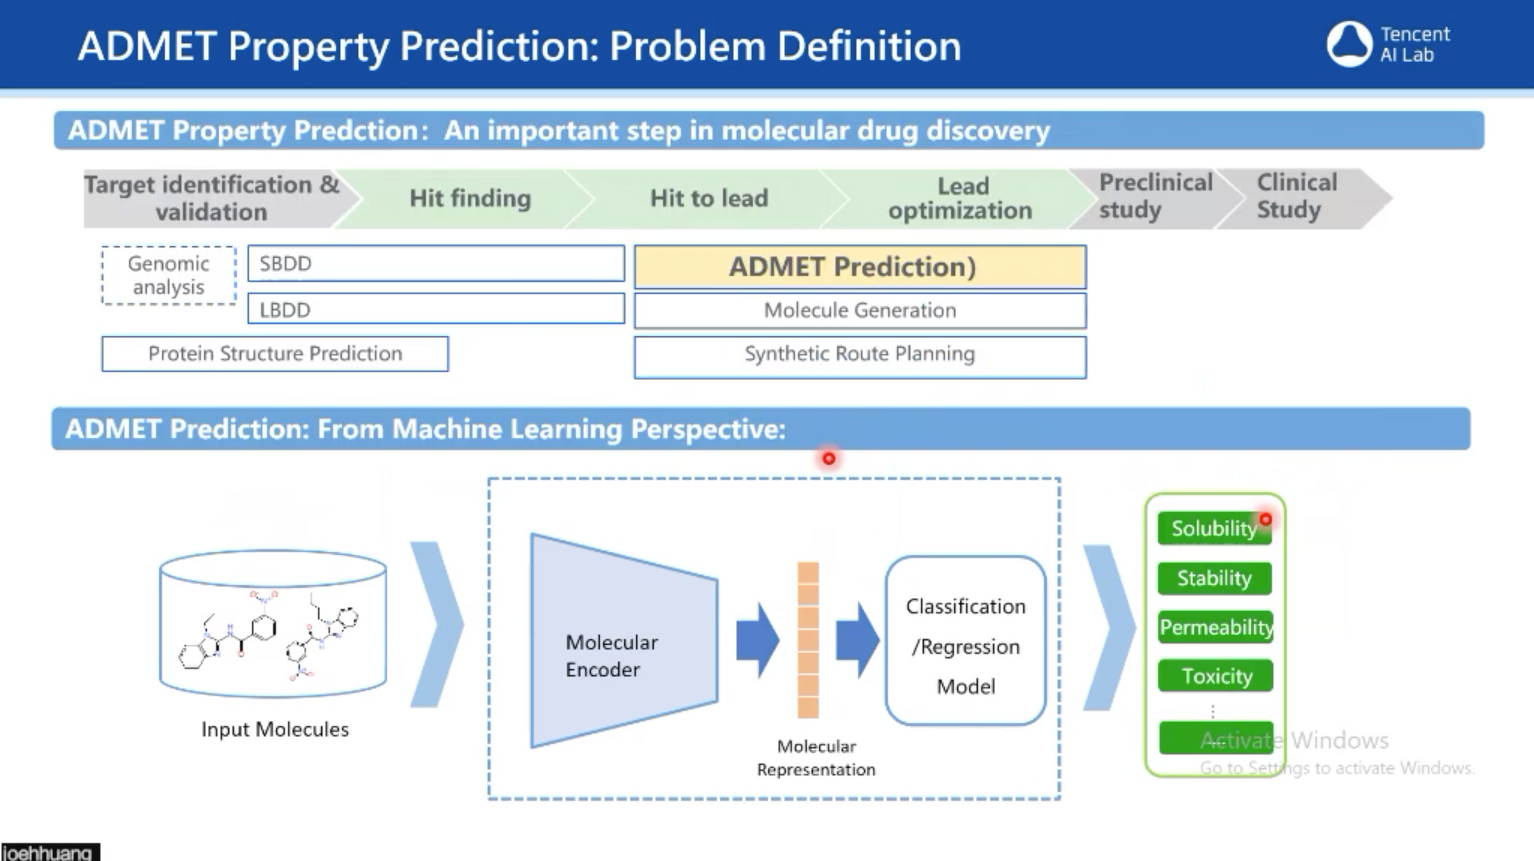 ADMET Property Prediction: Problem Definition
Tencent
AI Lab
ADMET Property Predction: An important step in molecular drug discovery
Target identification &
validation
Hit finding
Hit to lead
Lead
optimization
Preclinical
study
Clinical
Study
Genomic
analysis
SBDD
LBDD
Protein Structure Prediction
ADMET Prediction)
Molecule Generation
Synthetic Route Planning
ADMET Prediction: From Machine Learning Perspective:
Input Molecules
Molecular
Encoder
Molecular
Representation
Classification
/Regression
Model
Solubility
Stability
Permeability
Toxicity
...
Activate Windows
Go to Settings to activate Windows.
joehhuang